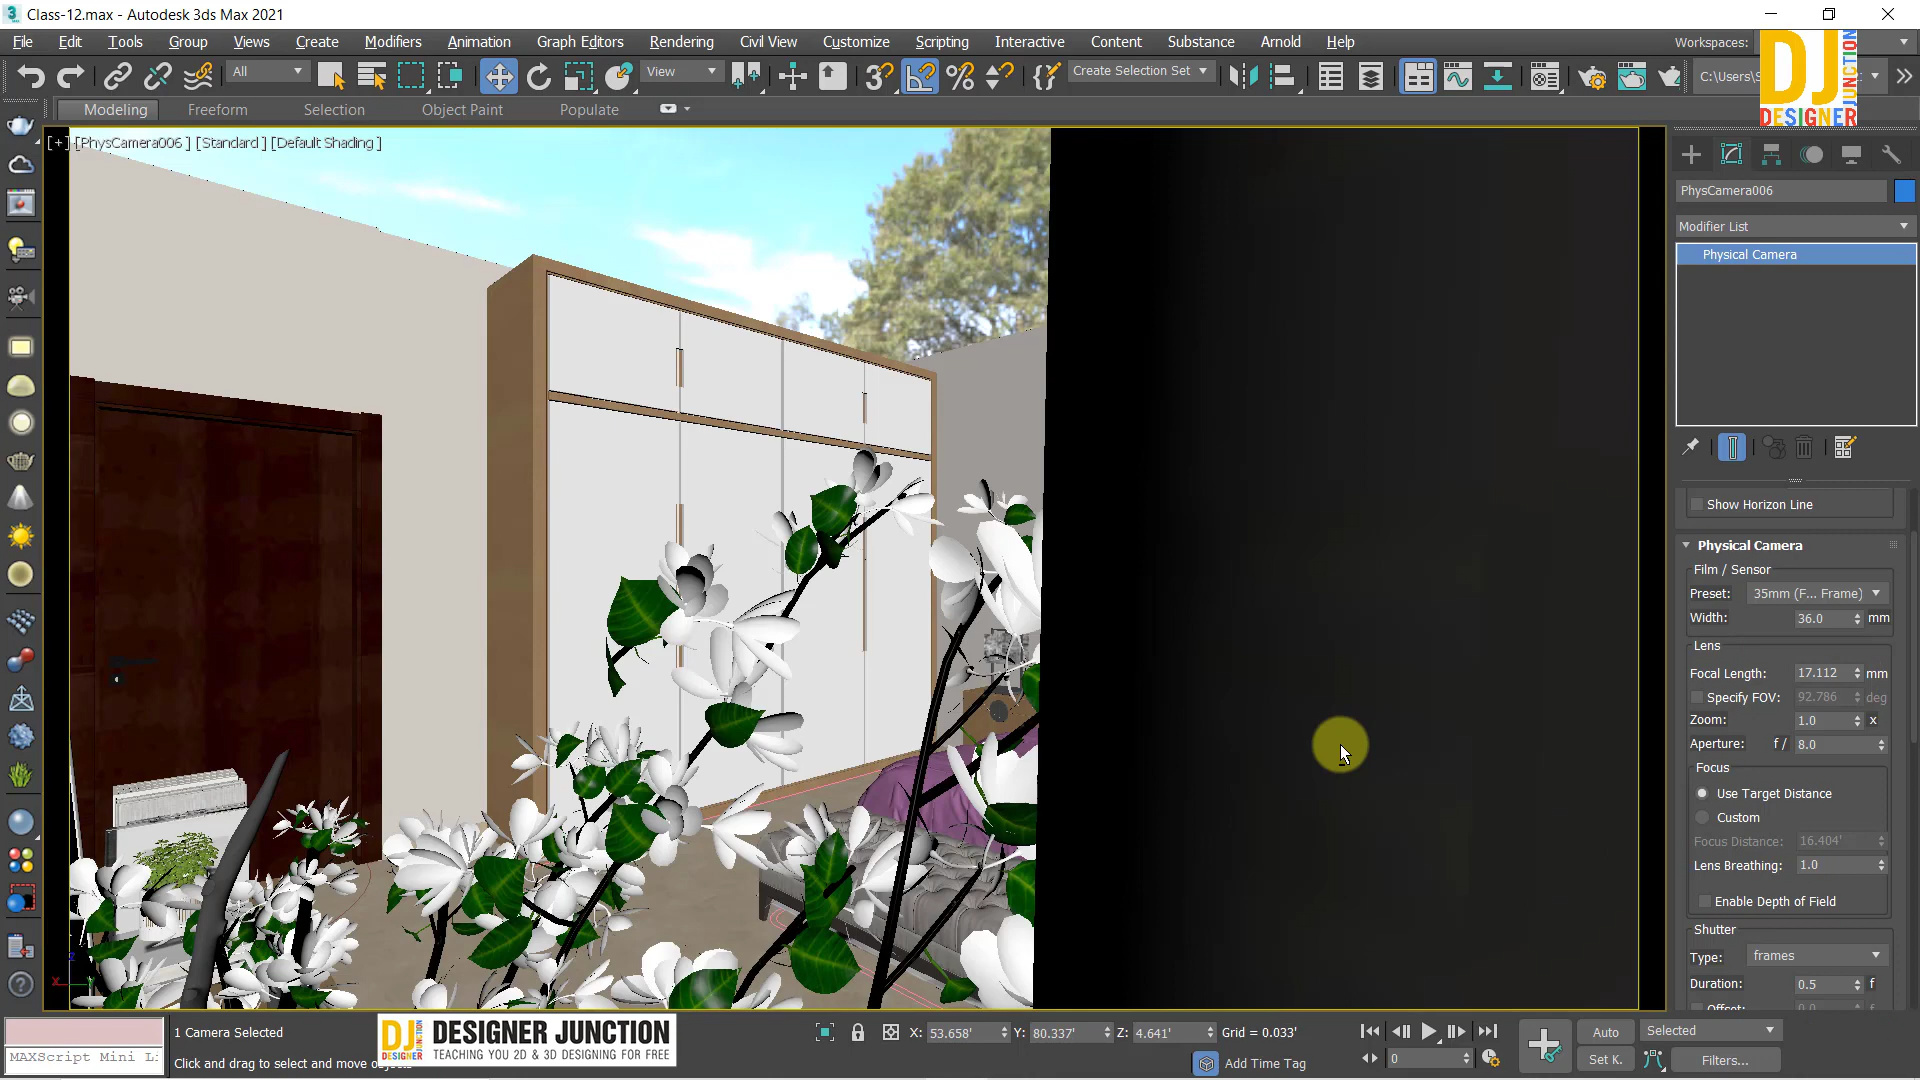 Class-12.max - Autodesk 3ds Max 2021
File Edit Tools Group Views Create Modifiers Animation Graph Editors Rendering Civil View Customize Scripting Interactive Content Substance Arnold Help
Workspaces:
All
View
Create Selection Set
C:\Users\S
DJ
DESIGNER
JUNCTION
Modeling Freeform Selection Object Paint Populate
[+] [PhysCamera006 ] [Standard ] [Default Shading ]
PhysCamera006
Modifier List
Physical Camera
Show Horizon Line
Physical Camera
Film / Sensor
Preset: 35mm (F... Frame)
Width: 36.0 mm
Lens
Focal Length: 17.112 mm
Specify FOV: 92.786 deg
Zoom: 1.0 x
Aperture: f / 8.0
Focus
Use Target Distance
Custom
Focus Distance: 16.404'
Lens Breathing: 1.0
Enable Depth of Field
Shutter
Type: frames
Duration: 0.5 f
Offset: 0.0 f
MAXScript Mini L:
1 Camera Selected
Click and drag to select and move
DJ
DESIGNER
JUNCTION
DESIGNER JUNCTION
TEACHING YOU 2D & 3D DESIGNING FOR FREE
X: 53.658' Y: 80.337' Z: 4.641' Grid = 0.033'
Add Time Tag
0
Auto
Set K.
Selected
Filters...